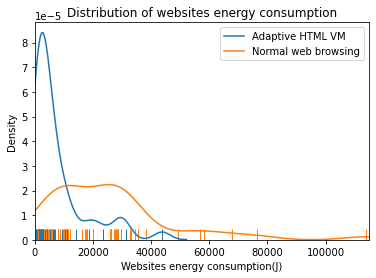 Distribution of websites energy consumption
1e−5
Adaptive HTML VM
Normal web browsing
8
7
6
5
4
3
2
1
0
Density
0 20000 40000 60000 80000 100000
Websites energy consumption(J)